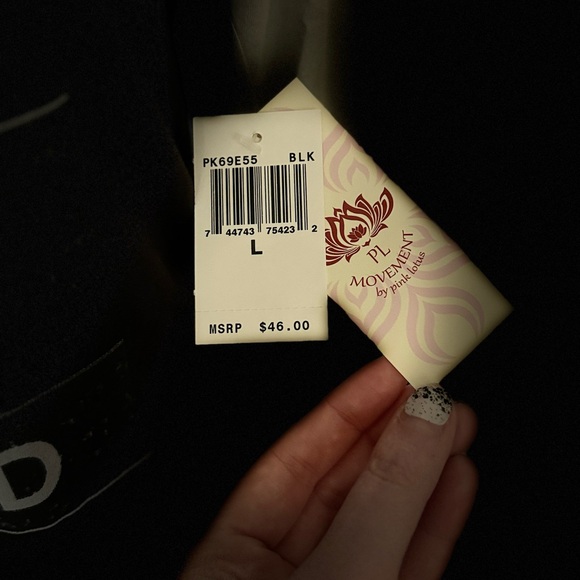 PK69E55 BLK
7 44743 75423 2
L
MSRP $46.00
PL
MOVEMENT
by pink lotus
D